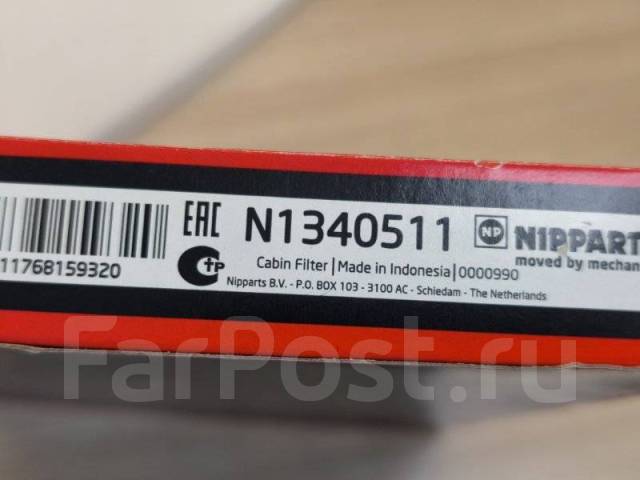 EAC N1340511 NP NIPPART
moved by mechan
11768159320
Cabin Filter | Made in Indonesia | 0000990
Nipparts B.V. - P.O. BOX 103 - 3100 AC - Schiedam - The Netherlands
FarPost.ru